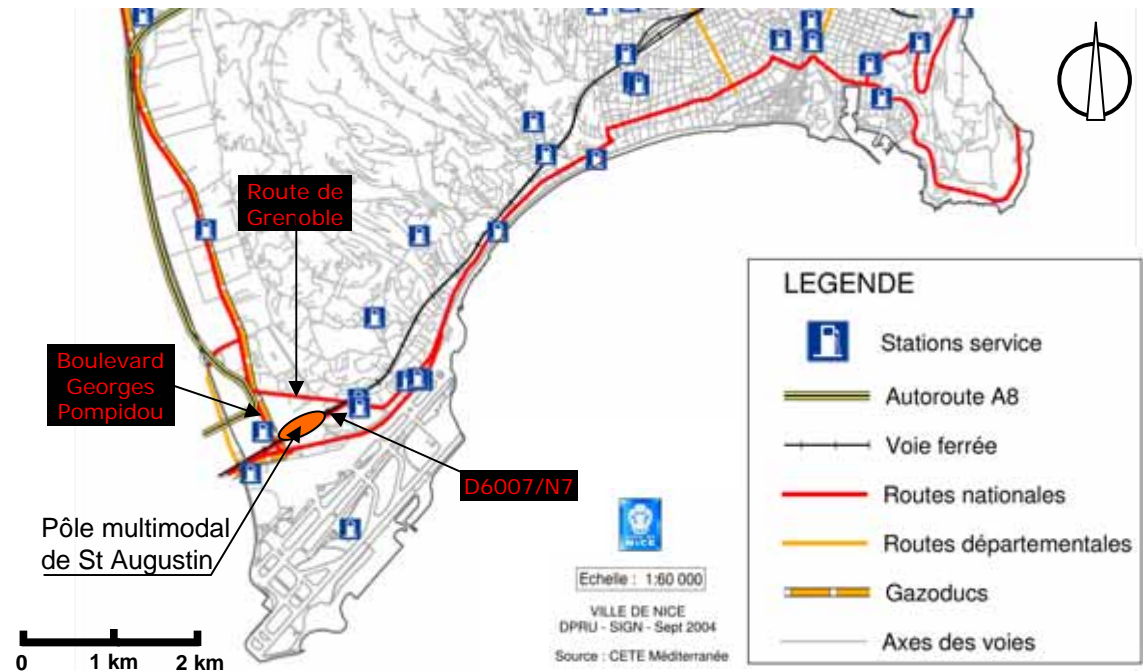 Route de
Grenoble
Boulevard
Georges
Pompidou
D6007/N7
Pôle multimodal
de St Augustin
0 1 km 2 km
NICE
Echelle : 1:60 000
VILLE DE NICE
DPRU - SIGN - Sept 2004
Source : CETE Méditerranée
LEGENDE
Stations service
Autoroute A8
Voie ferrée
Routes nationales
Routes départementales
Gazoducs
Axes des voies